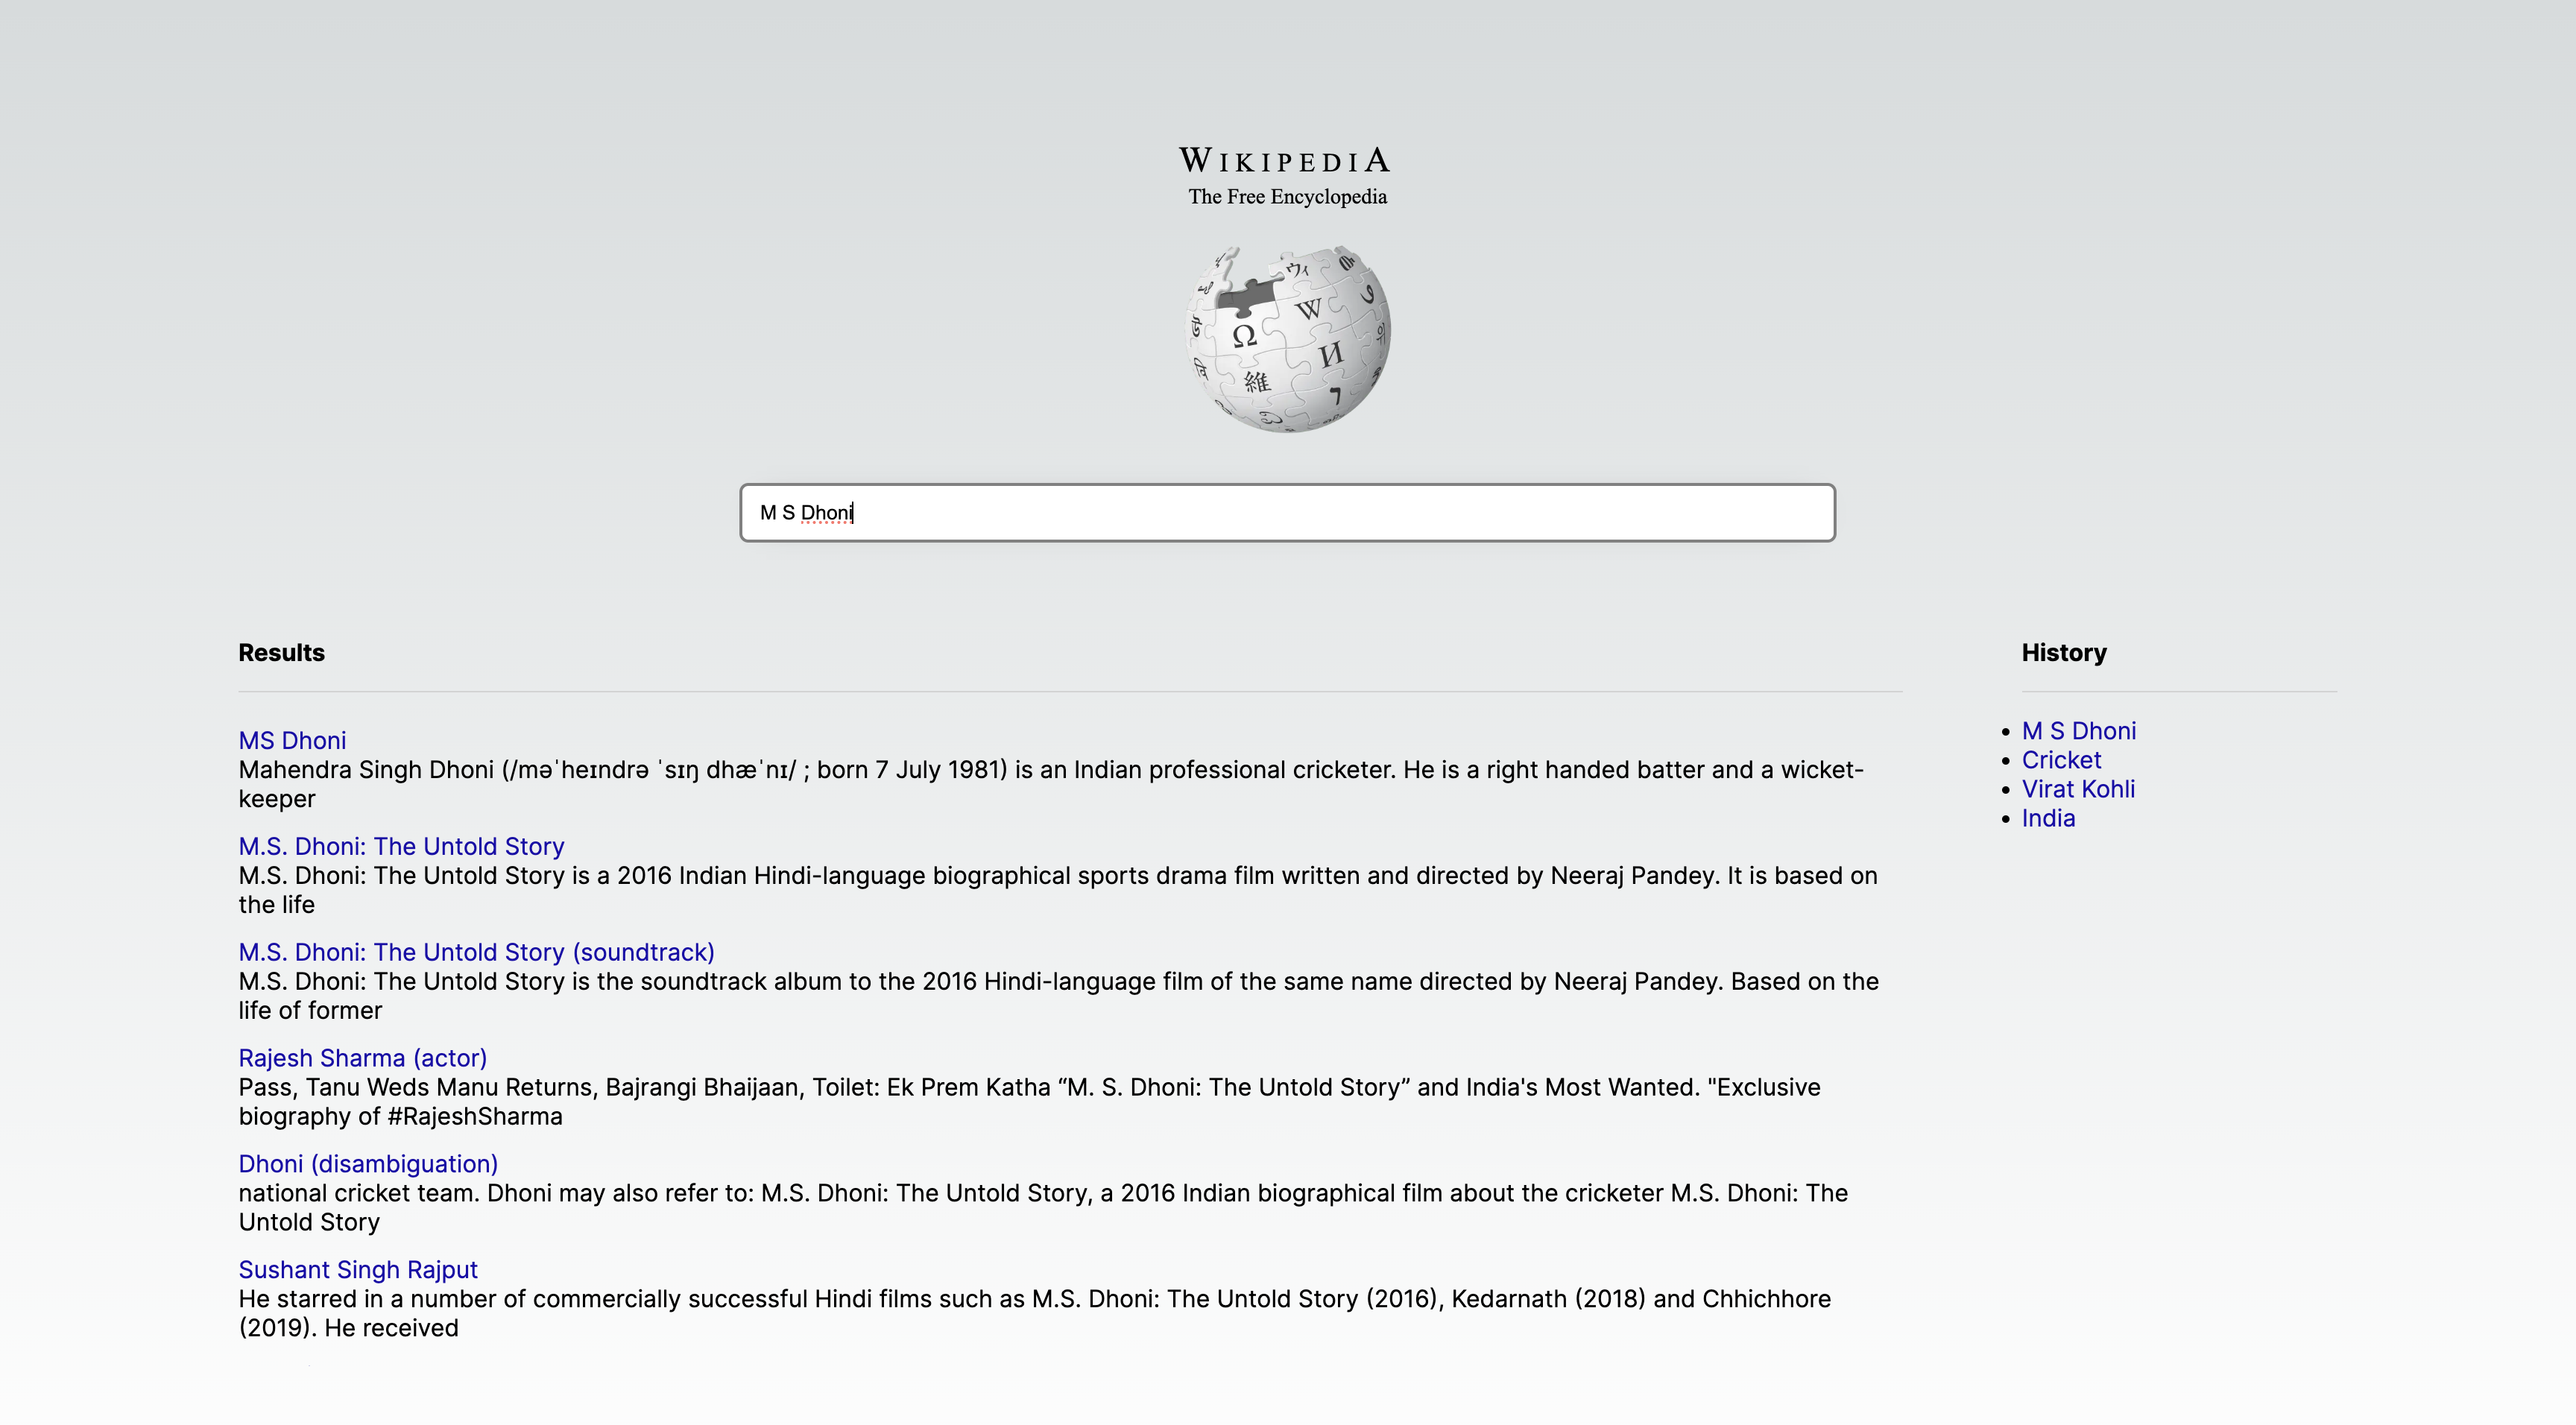 WIKIPEDIA
The Free Encyclopedia
ウィ
W
Ω
И
維
ר
M S Dhoni
Results
MS Dhoni
Mahendra Singh Dhoni (/məˈheɪndrə ˈsɪŋ dhæˈnɪ/ ; born 7 July 1981) is an Indian professional cricketer. He is a right handed batter and a wicket-
keeper
M.S. Dhoni: The Untold Story
M.S. Dhoni: The Untold Story is a 2016 Indian Hindi-language biographical sports drama film written and directed by Neeraj Pandey. It is based on
the life
M.S. Dhoni: The Untold Story (soundtrack)
M.S. Dhoni: The Untold Story is the soundtrack album to the 2016 Hindi-language film of the same name directed by Neeraj Pandey. Based on the
life of former
Rajesh Sharma (actor)
Pass, Tanu Weds Manu Returns, Bajrangi Bhaijaan, Toilet: Ek Prem Katha “M. S. Dhoni: The Untold Story” and India's Most Wanted. "Exclusive
biography of #RajeshSharma
Dhoni (disambiguation)
national cricket team. Dhoni may also refer to: M.S. Dhoni: The Untold Story, a 2016 Indian biographical film about the cricketer M.S. Dhoni: The
Untold Story
Sushant Singh Rajput
He starred in a number of commercially successful Hindi films such as M.S. Dhoni: The Untold Story (2016), Kedarnath (2018) and Chhichhore
(2019). He received
History
M S Dhoni
Cricket
Virat Kohli
India